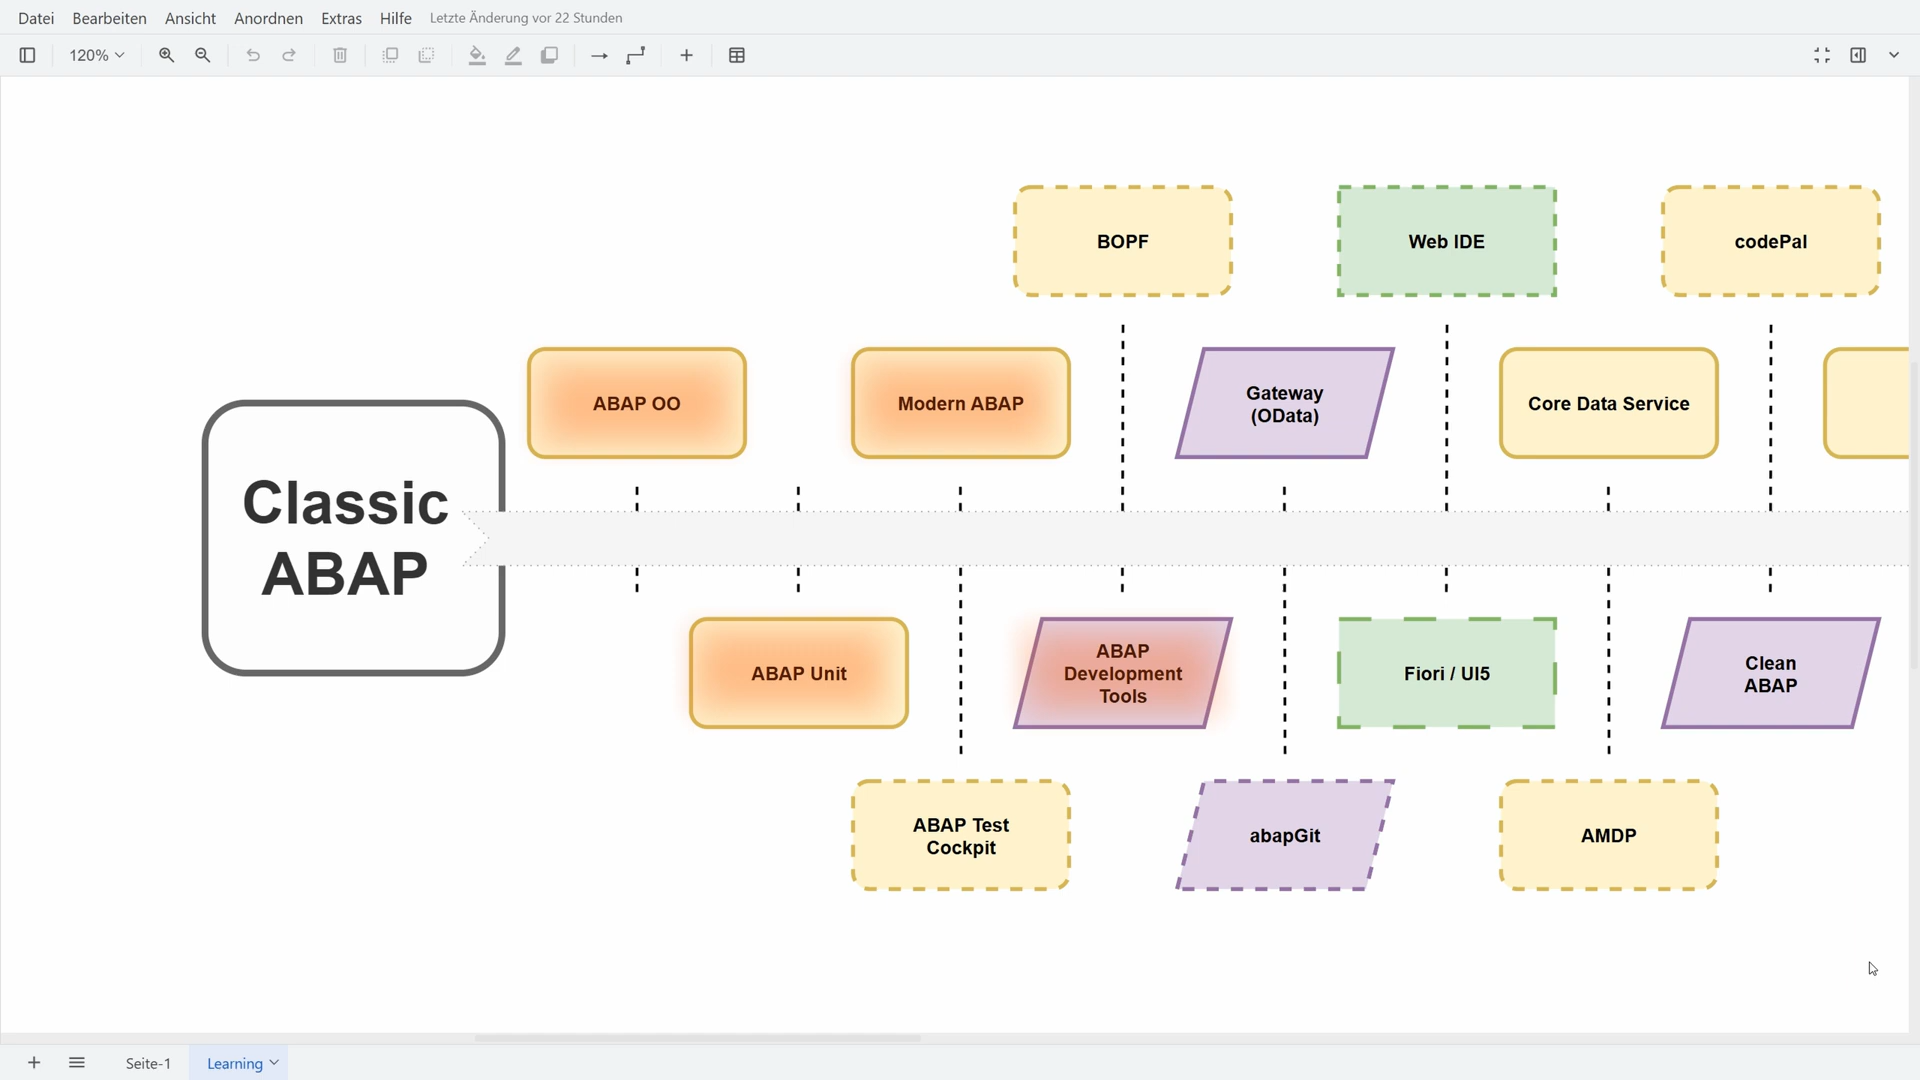 Datei Bearbeiten Ansicht Anordnen Extras Hilfe Letzte Änderung vor 22 Stunden
120%
BOPF
Web IDE
codePal
ABAP OO
Modern ABAP
Gateway
(OData)
Core Data Service
Classic
ABAP
ABAP Unit
ABAP
Development
Tools
Fiori / UI5
Clean
ABAP
ABAP Test
Cockpit
abapGit
AMDP
Seite-1 Learning